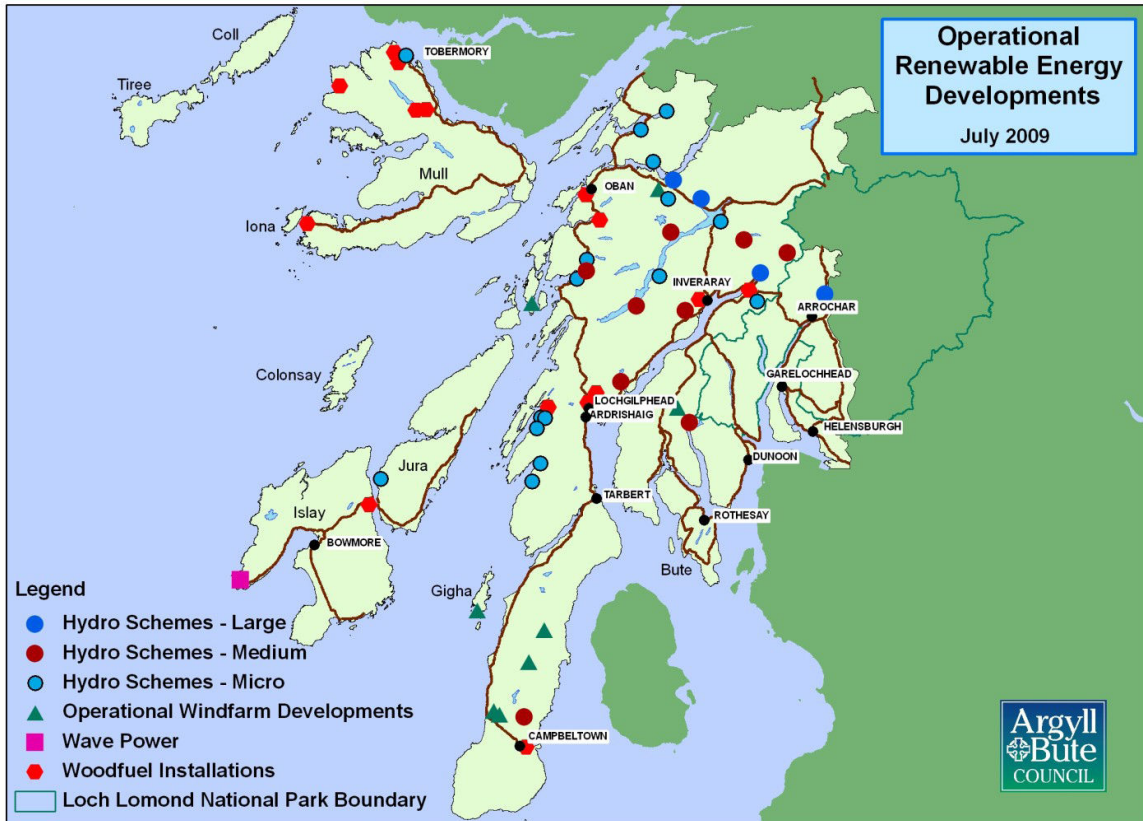 Operational
Renewable Energy
Developments
July 2009
Coll
Tiree
TOBERMORY
Mull
Iona
OBAN
INVERARAY
ARROCHAR
Colonsay
GARELOCHHEAD
LOCHGILPHEAD
ARDRISHAIG
HELENSBURGH
DUNOON
Jura
TARBERT
Islay
ROTHESAY
BOWMORE
Bute
Gigha
CAMPBELTOWN
Legend
Hydro Schemes - Large
Hydro Schemes - Medium
Hydro Schemes - Micro
Operational Windfarm Developments
Wave Power
Woodfuel Installations
Loch Lomond National Park Boundary
Argyll
Bute
COUNCIL